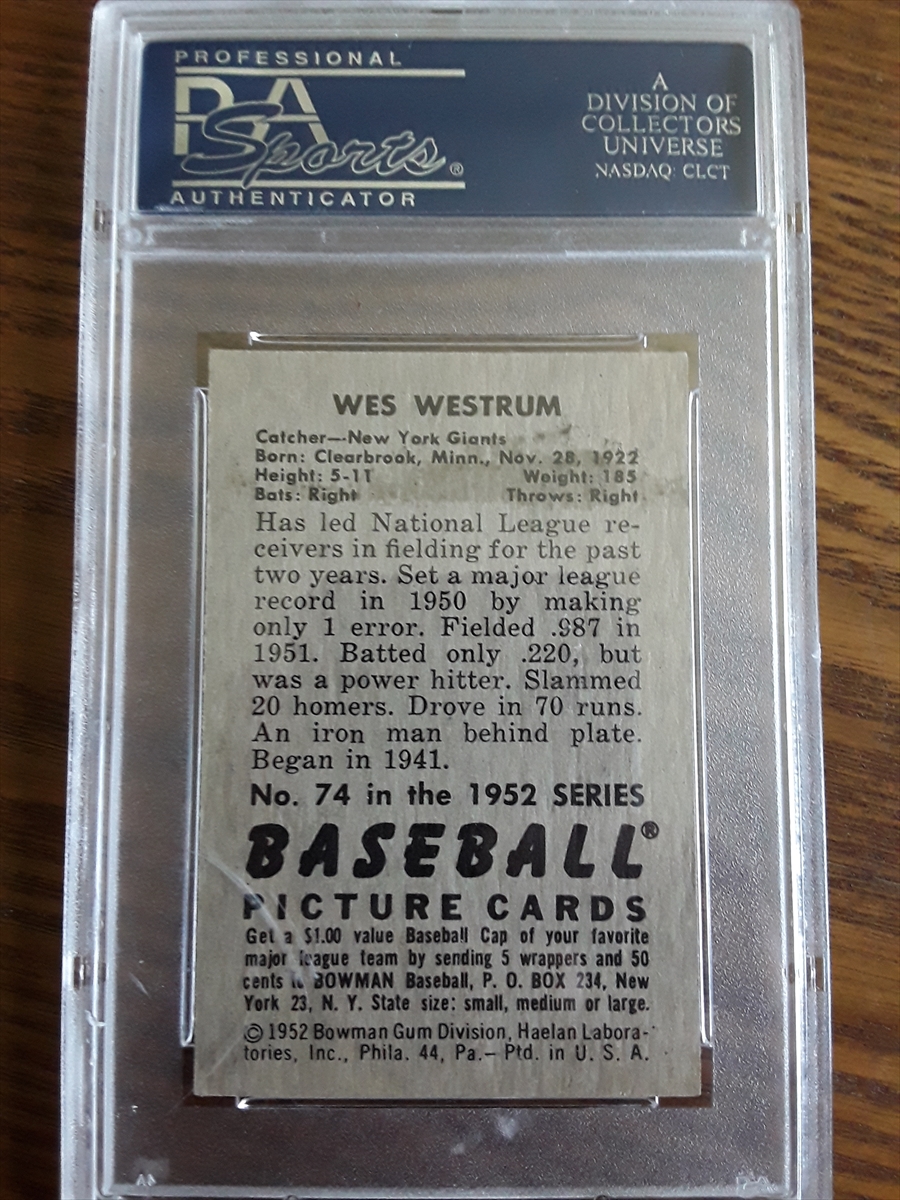 PROFESSIONAL
PSA
Sports®
AUTHENTICATOR
A
DIVISION OF
COLLECTORS
UNIVERSE
NASDAQ: CLCT
WES WESTRUM
Catcher—New York Giants
Born: Clearbrook, Minn., Nov. 28, 1922
Height: 5-11 Weight: 185
Bats: Right Throws: Right
Has led National League re-
ceivers in fielding for the past
two years. Set a major league
record in 1950 by making
only 1 error. Fielded .987 in
1951. Batted only .220, but
was a power hitter. Slammed
20 homers. Drove in 70 runs.
An iron man behind plate.
Began in 1941.
No. 74 in the 1952 SERIES
BASEBALL®
PICTURE CARDS
Get a $1.00 value Baseball Cap of your favorite
major league team by sending 5 wrappers and 50
cents to BOWMAN Baseball, P. O. BOX 234, New
York 23, N. Y. State size: small, medium or large.
© 1952 Bowman Gum Division, Haelan Labora-
tories, Inc., Phila. 44, Pa.— Ptd. in U. S. A.